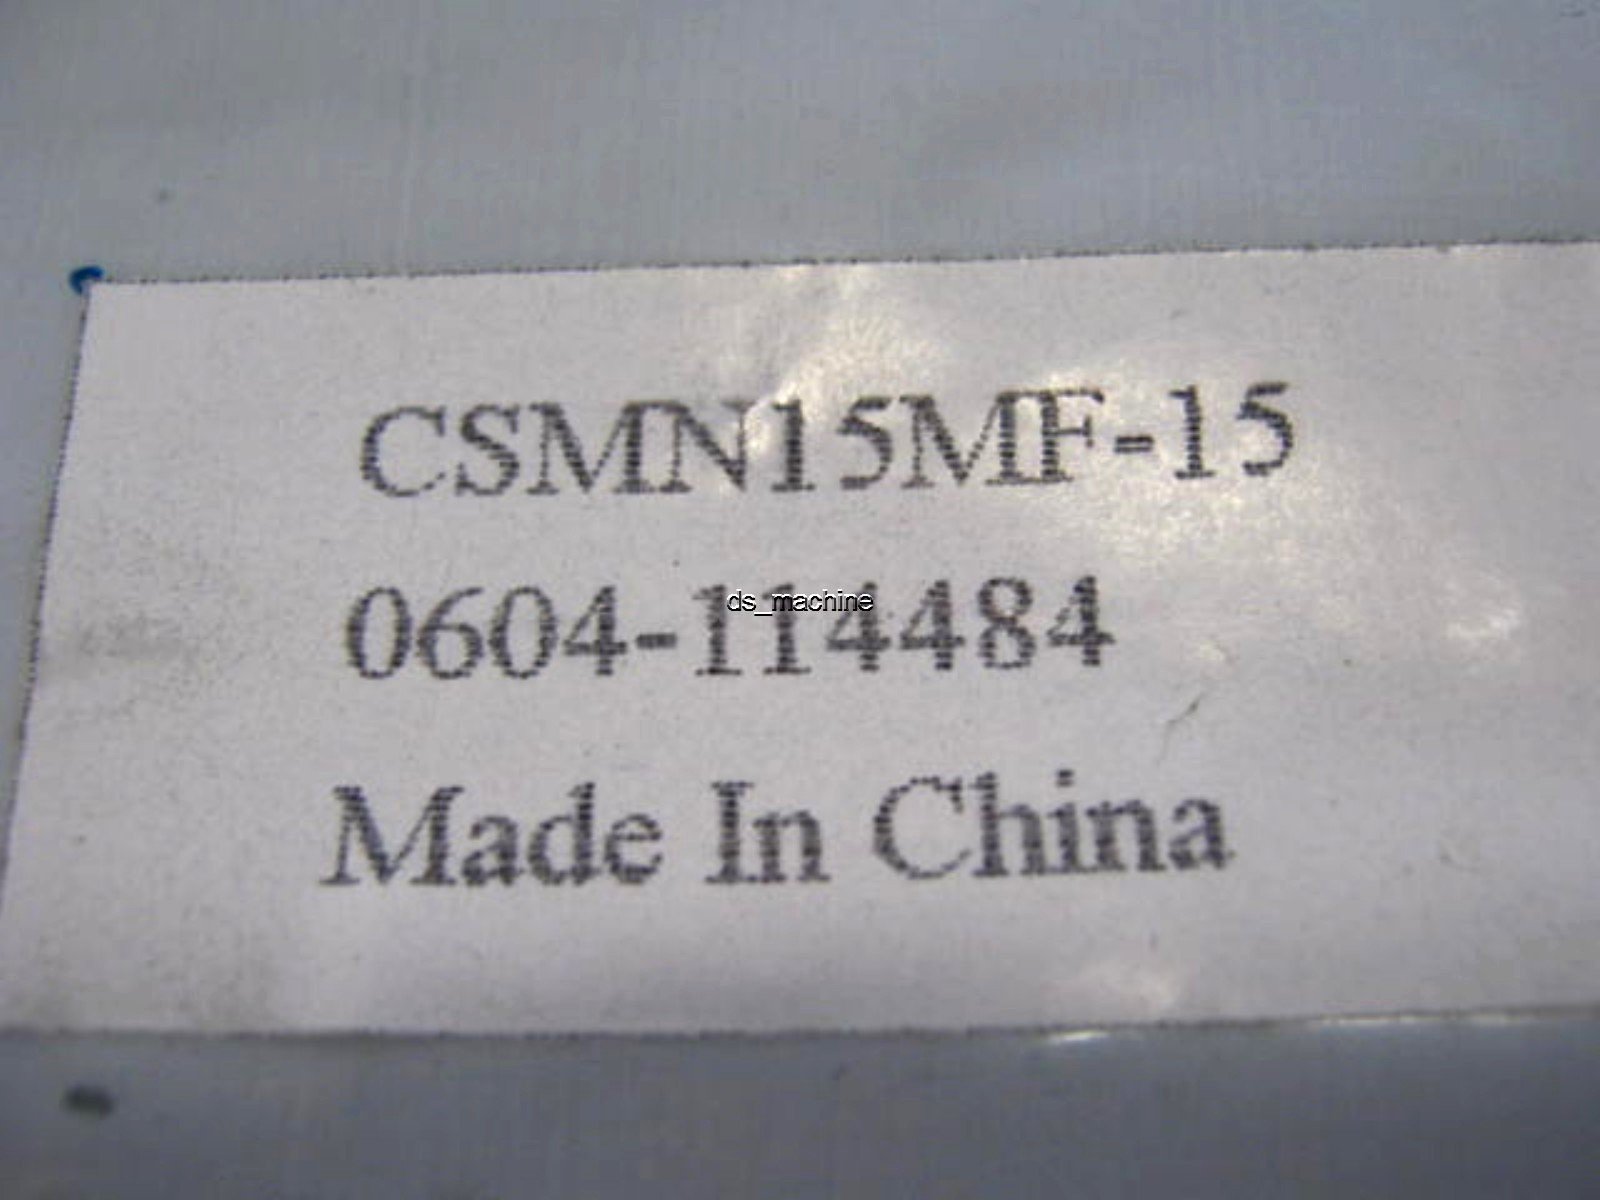 CSMN15MF-15
0604-114484
ds_machine
Made In China